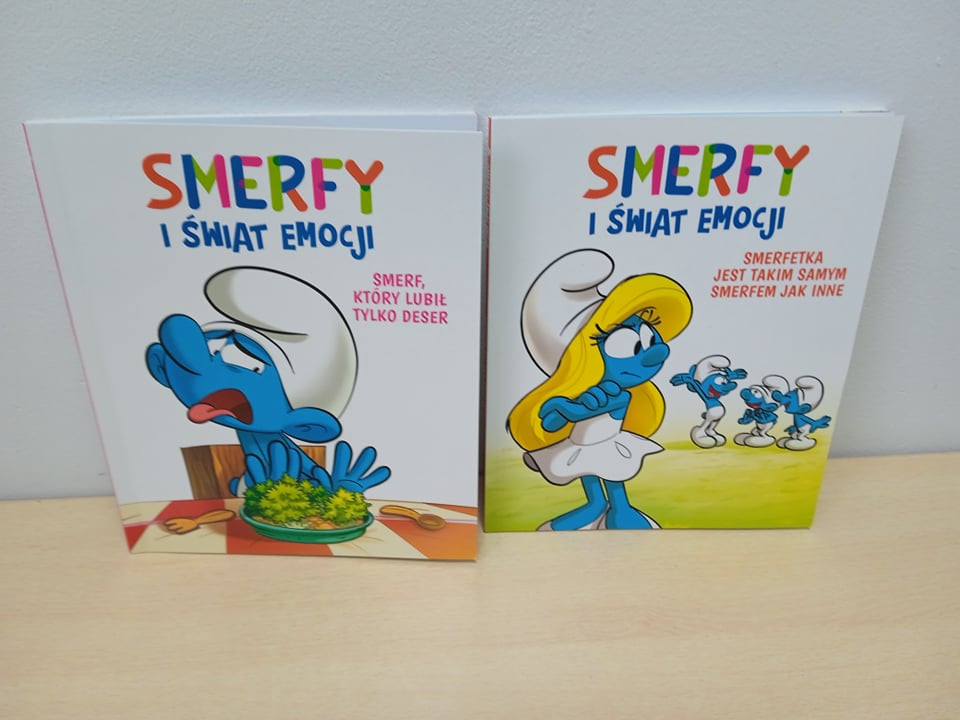 SMERFY
I ŚWIAT EMOCJI
SMERF,
KTÓRY LUBIŁ
TYLKO DESER
SMERFY
I ŚWIAT EMOCJI
SMERFETKA
JEST TAKIM SAMYM
SMERFEM JAK INNE